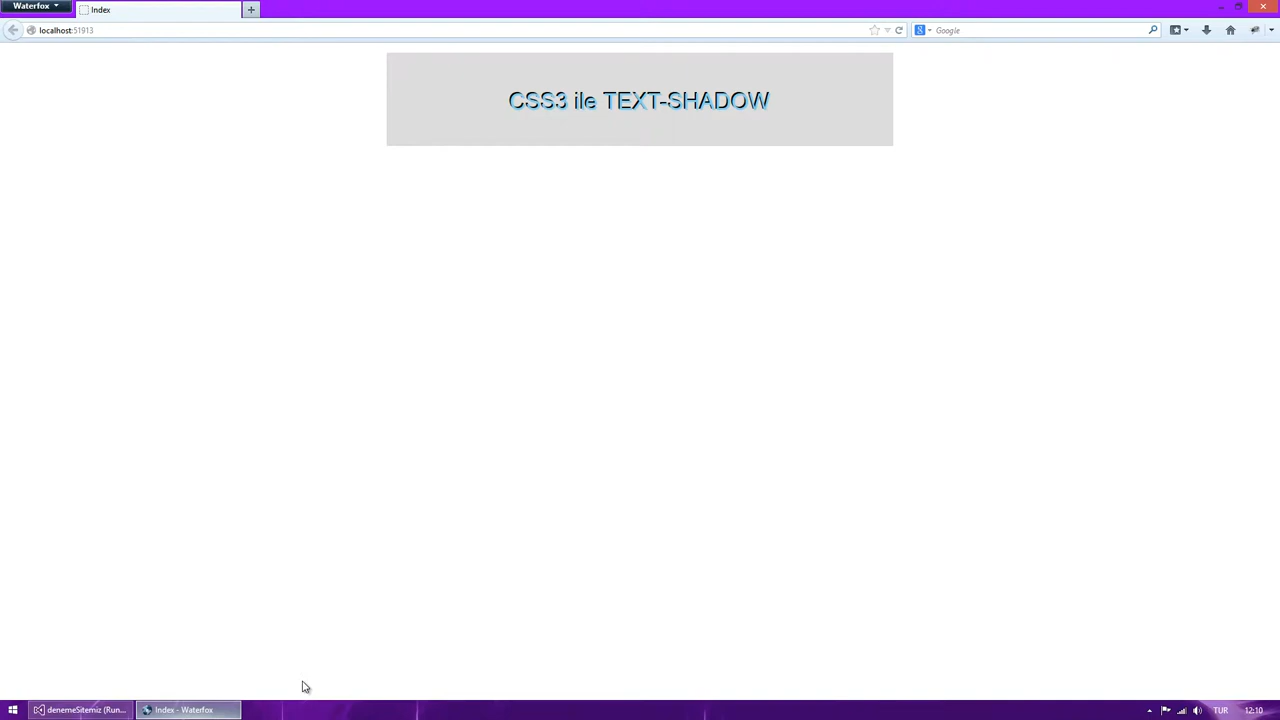 Waterfox
Index
localhost:51913
Google
CSS3 ile TEXT-SHADOW
denemeSitemiz (Run...
Index - Waterfox
TUR
12:10